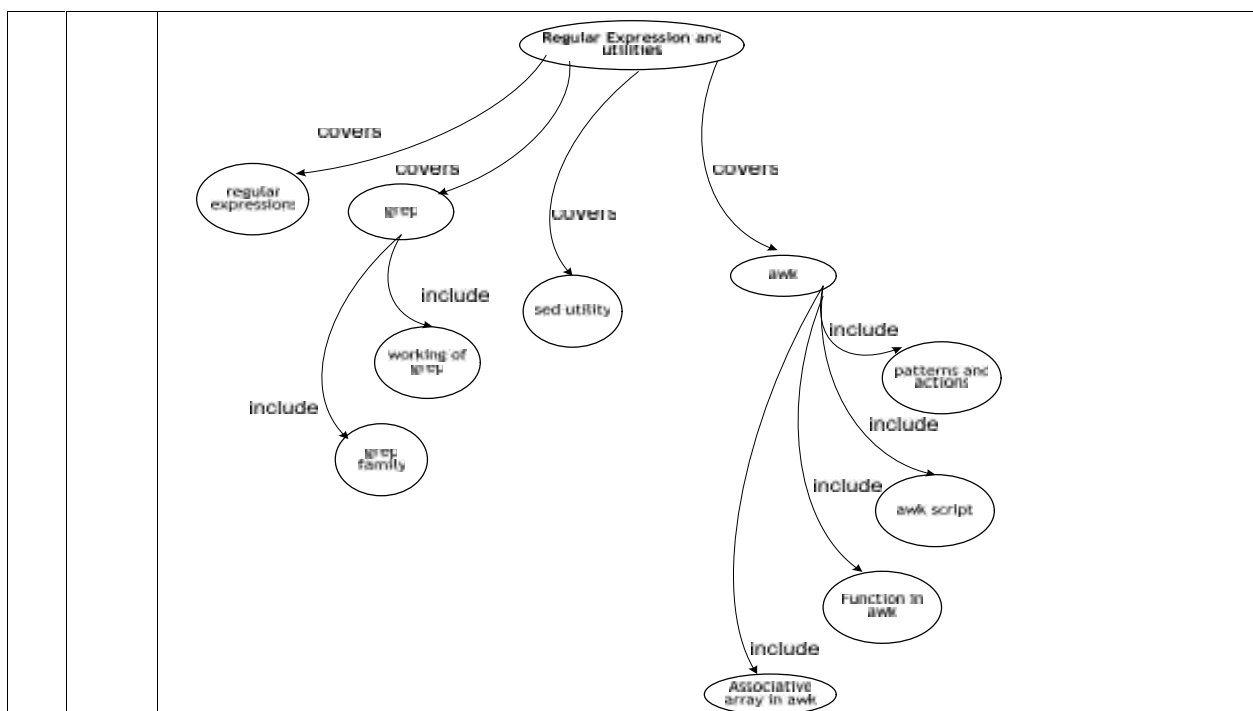 Regular Expression and
utilities
covers
covers
covers
covers
regular
expressions
grep
awk
include
sed utility
include
working of
grep
patterns and
actions
include
include
grep
family
include
awk script
Function in
awk
include
Associative
array in awk